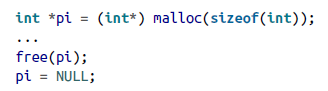 int *pi = (int*) malloc(sizeof(int));
...
free(pi);
pi = NULL;